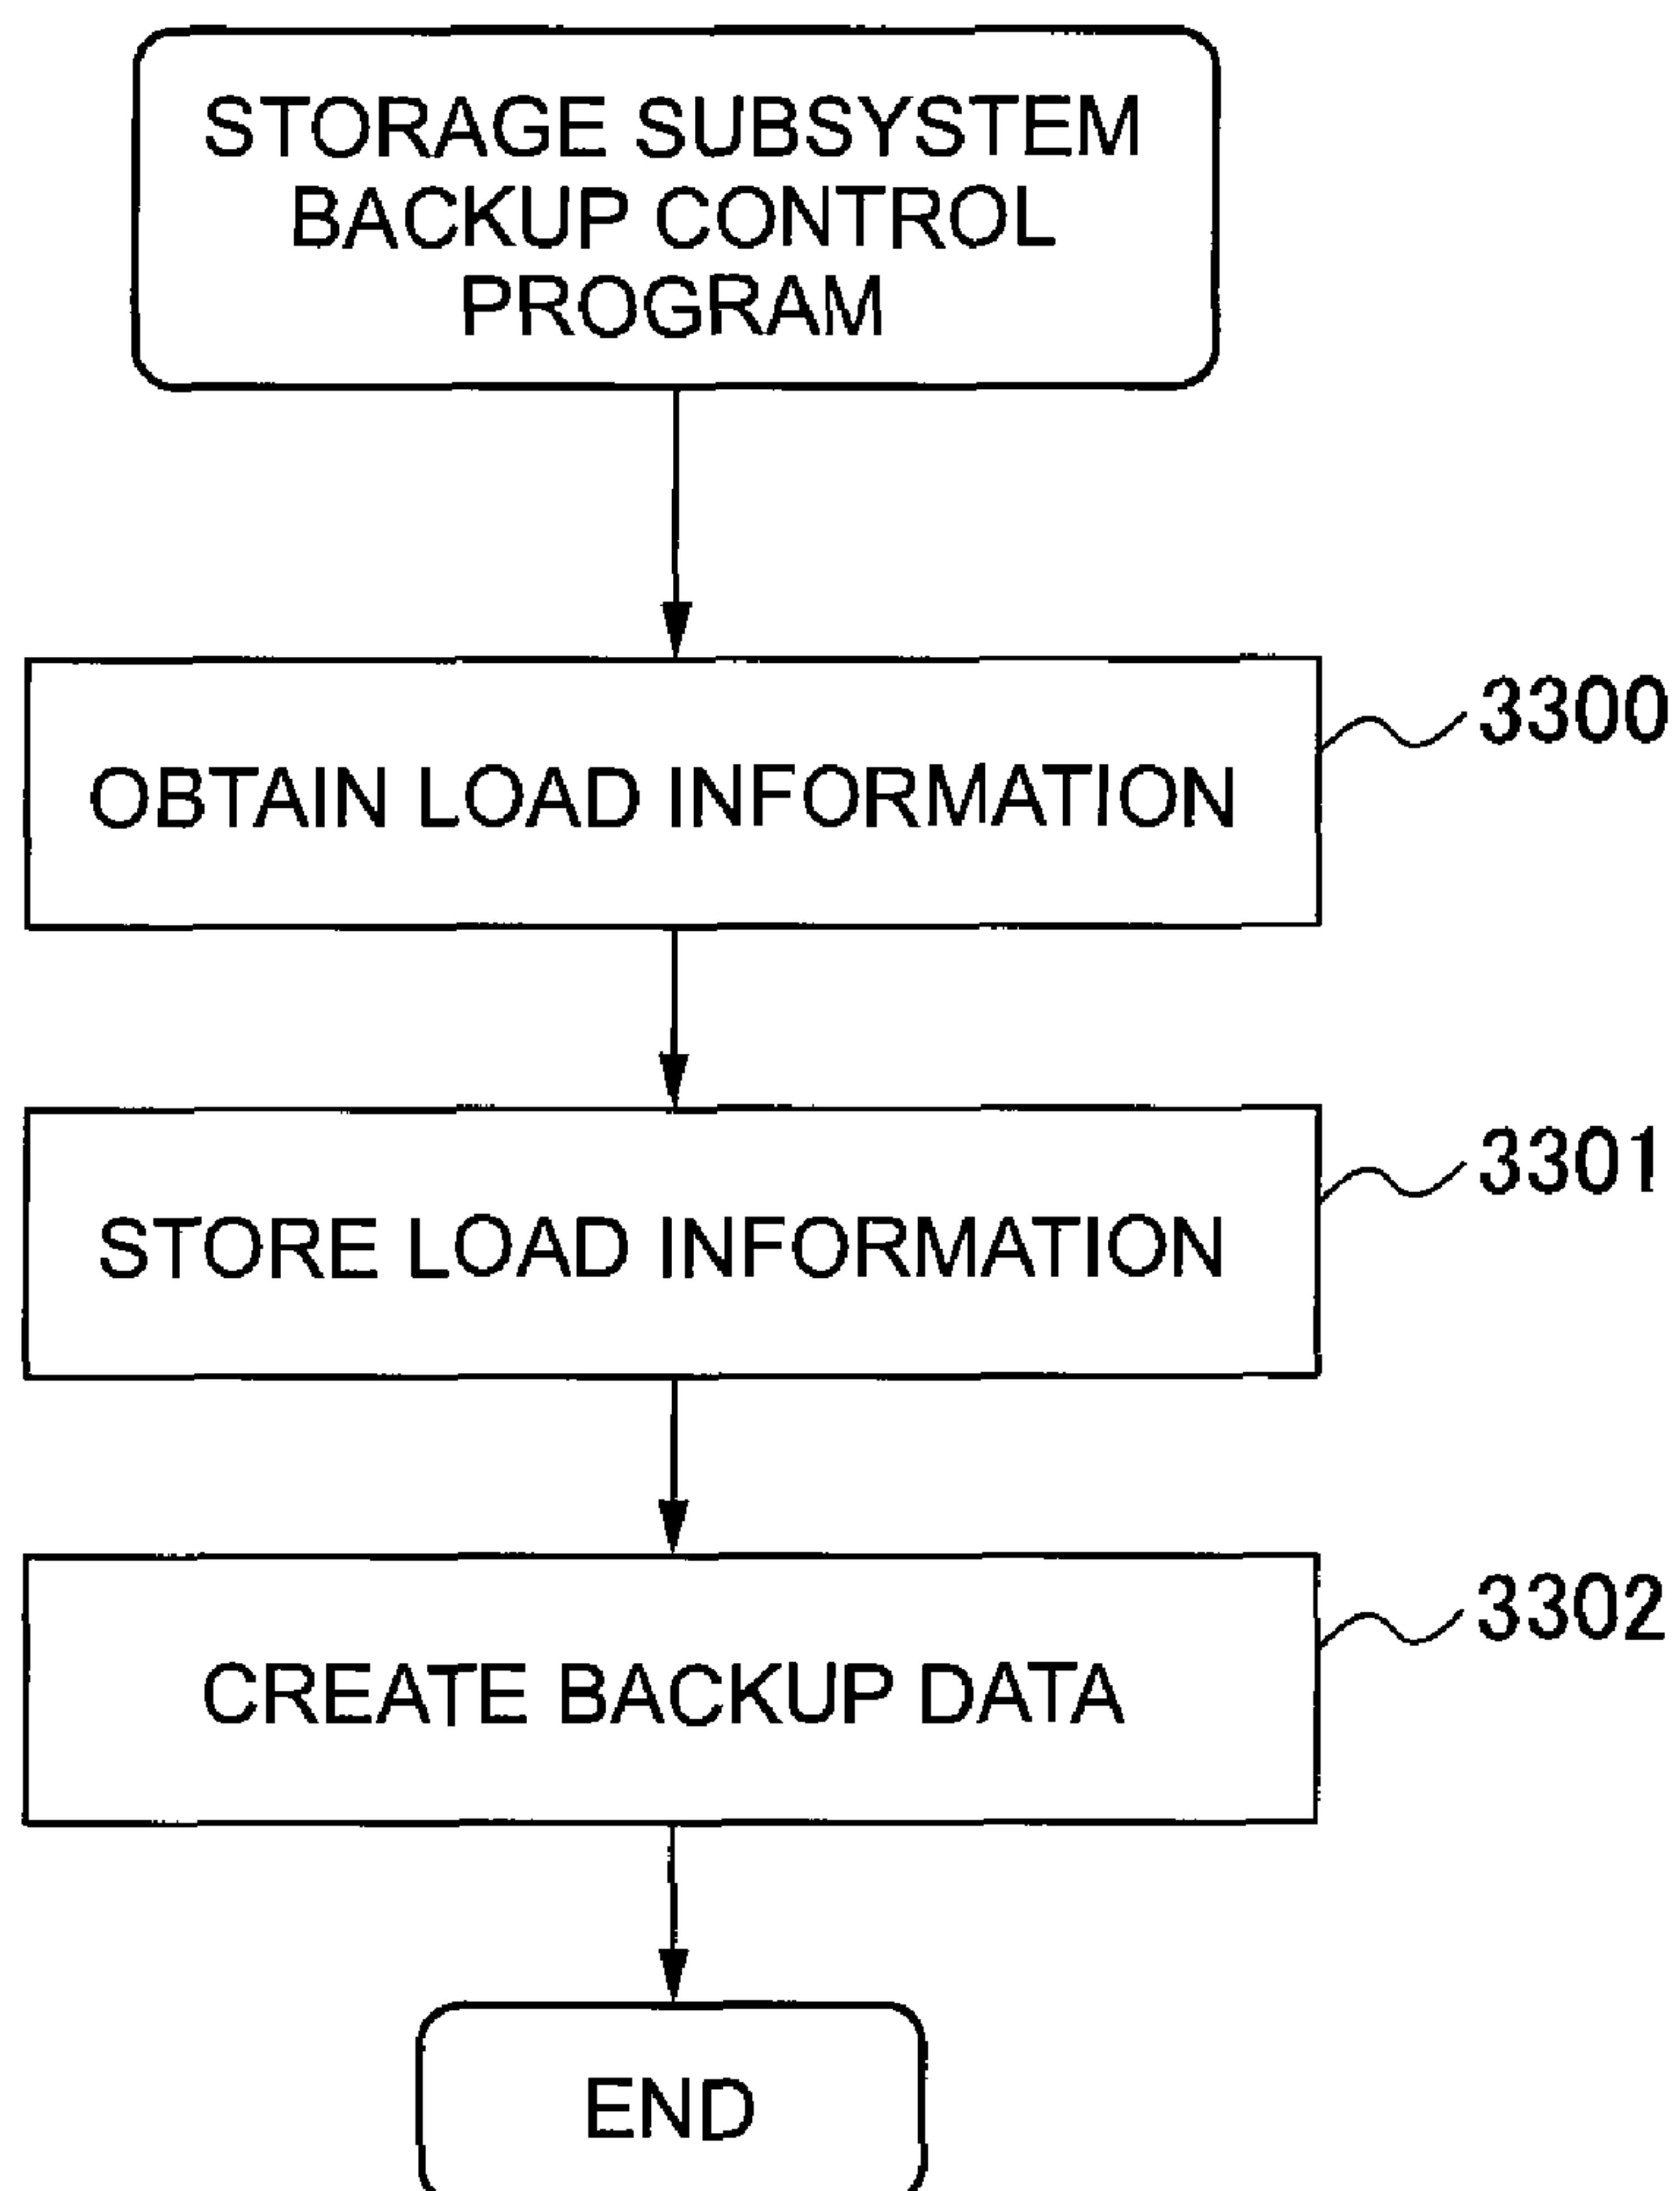 STORAGE SUBSYSTEM
BACKUP CONTROL
PROGRAM
3300
OBTAIN LOAD INFORMATION
3301
STORE LOAD INFORMATION
3302
CREATE BACKUP DATA
END